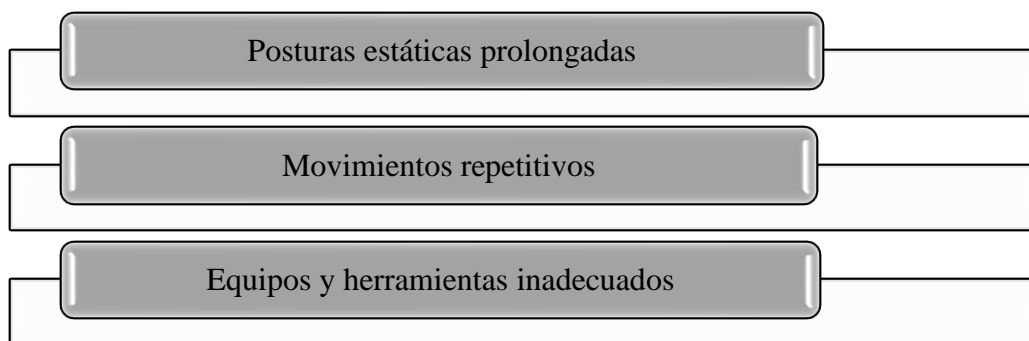 Posturas estáticas prolongadas
Movimientos repetitivos
Equipos y herramientas inadecuados